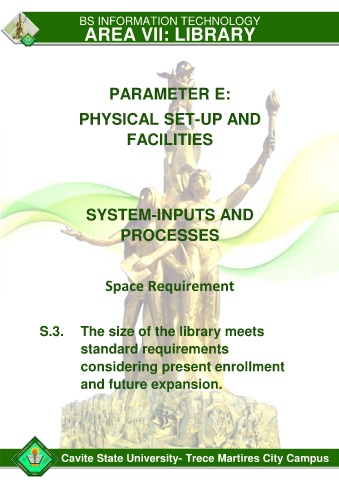 BS INFORMATION TECHNOLOGY
AREA VII: LIBRARY
PARAMETER E:
PHYSICAL SET-UP AND
FACILITIES
SYSTEM-INPUTS AND
PROCESSES
Space Requirement
S.3. The size of the library meets
standard requirements
considering present enrollment
and future expansion.
Cavite State University- Trece Martires City Campus